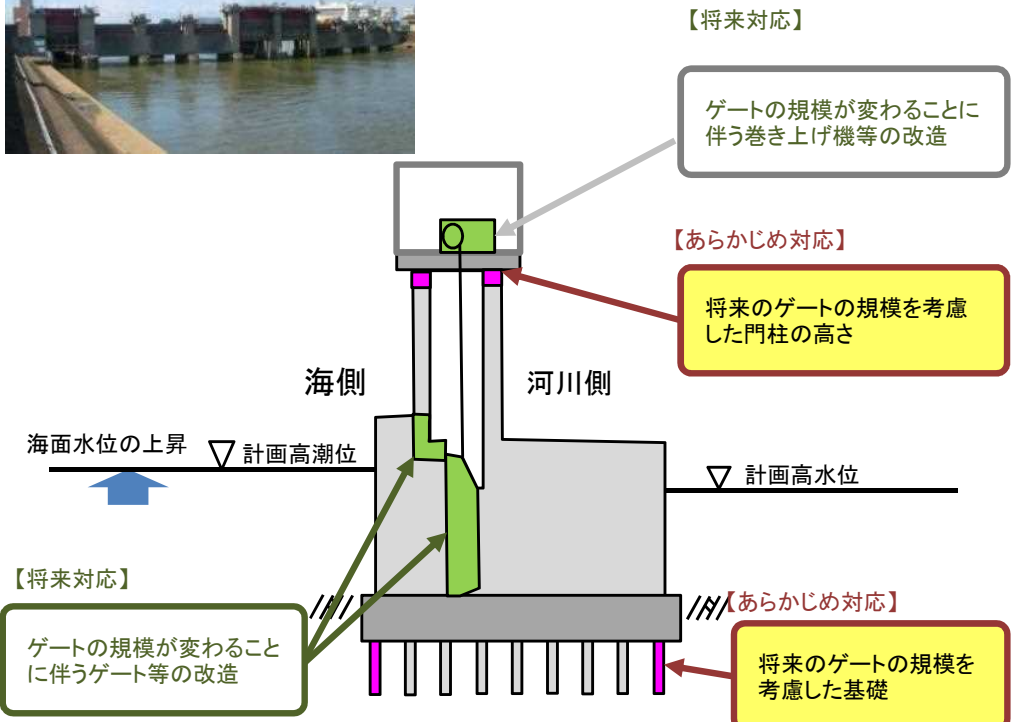 【将来対応】
ゲートの規模が変わることに
伴う巻き上げ機等の改造
【あらかじめ対応】
将来のゲートの規模を考慮
した門柱の高さ
海側
河川側
海面水位の上昇
計画高潮位
計画高水位
【将来対応】
ゲートの規模が変わること
に伴うゲート等の改造
【あらかじめ対応】
将来のゲートの規模を
考慮した基礎